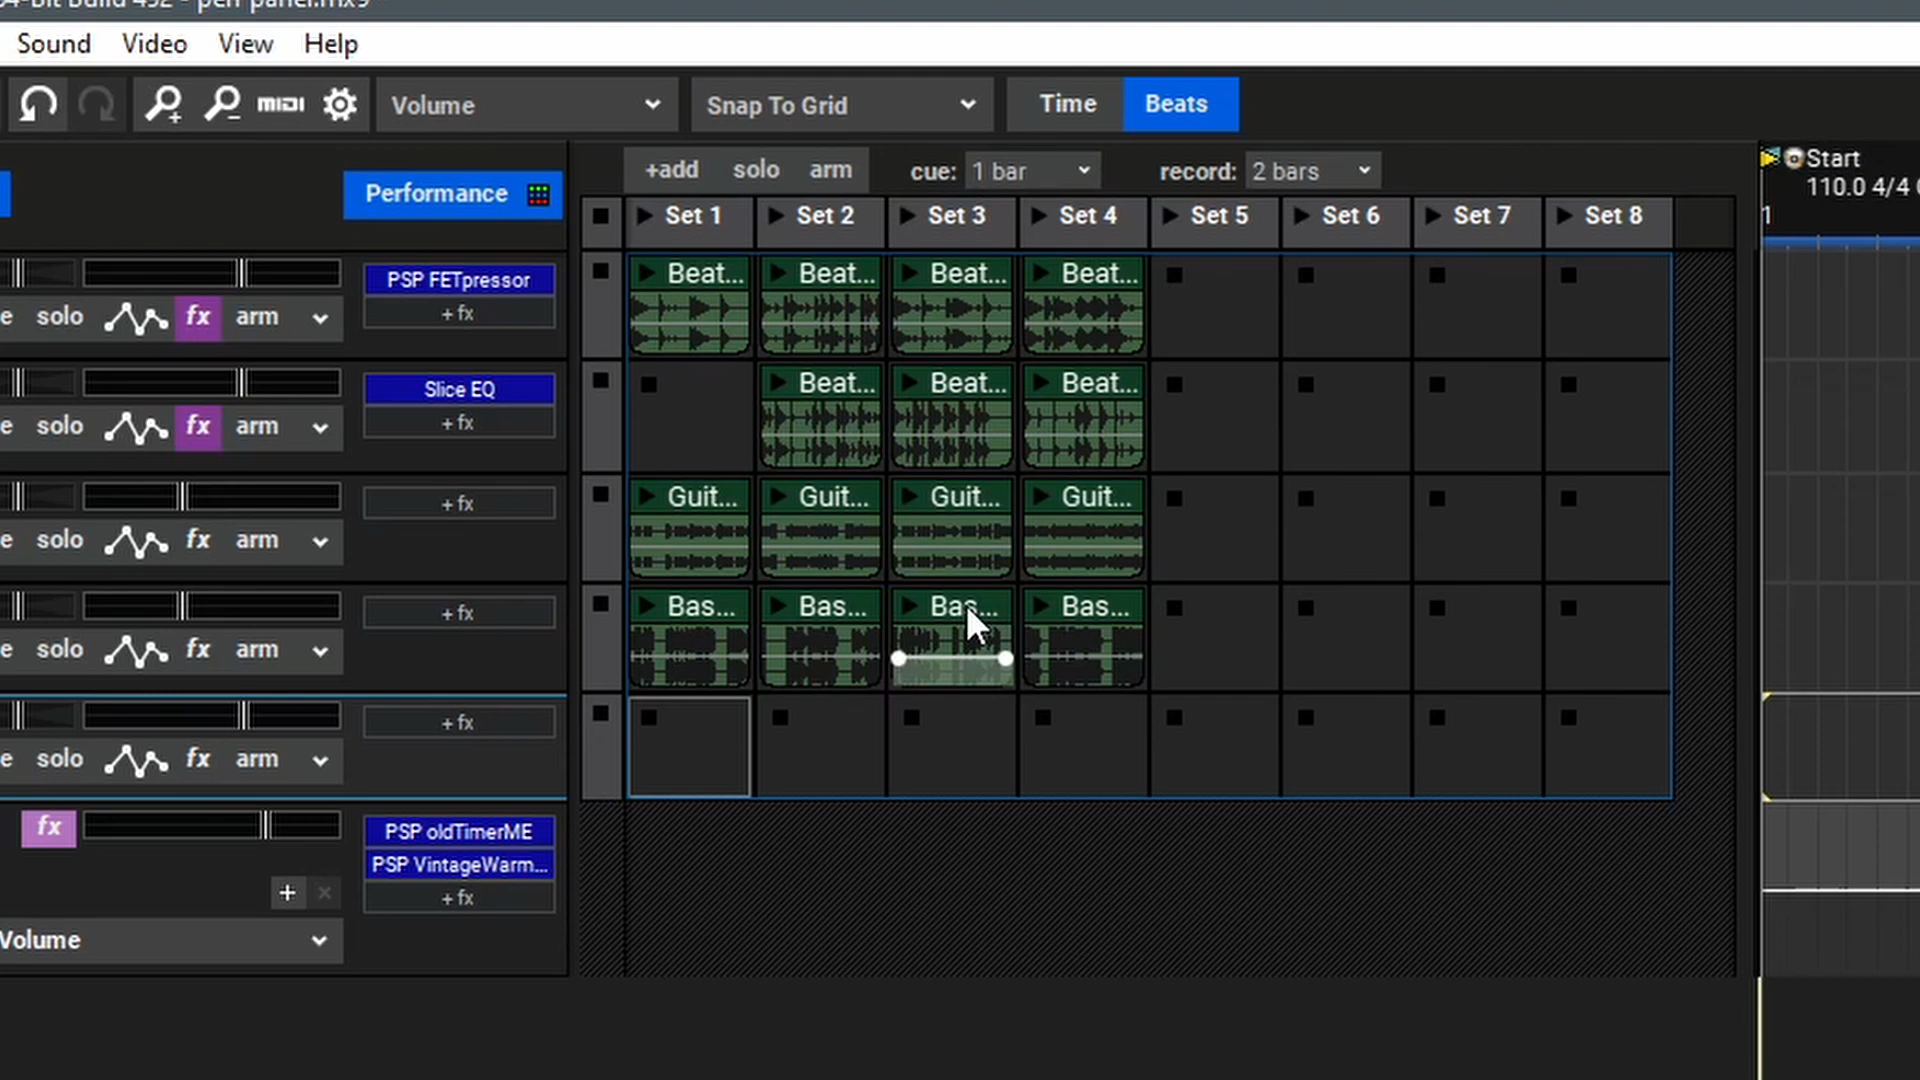 Sound Video View Help
MIDI Volume Snap To Grid Time Beats
+add solo arm cue: 1 bar record: 2 bars
Start
110.0 4/4
1
Performance
Set 1 Set 2 Set 3 Set 4 Set 5 Set 6 Set 7 Set 8
PSP FETpressor
Beat... Beat... Beat... Beat...
solo fx arm
+ fx
Slice EQ
Beat... Beat... Beat...
solo fx arm
+ fx
+ fx
Guit... Guit... Guit... Guit...
solo fx arm
+ fx
Bas... Bas... Bas... Bas...
solo fx arm
+ fx
solo fx arm
fx
PSP oldTimerME
PSP VintageWarm...
+ fx
Volume